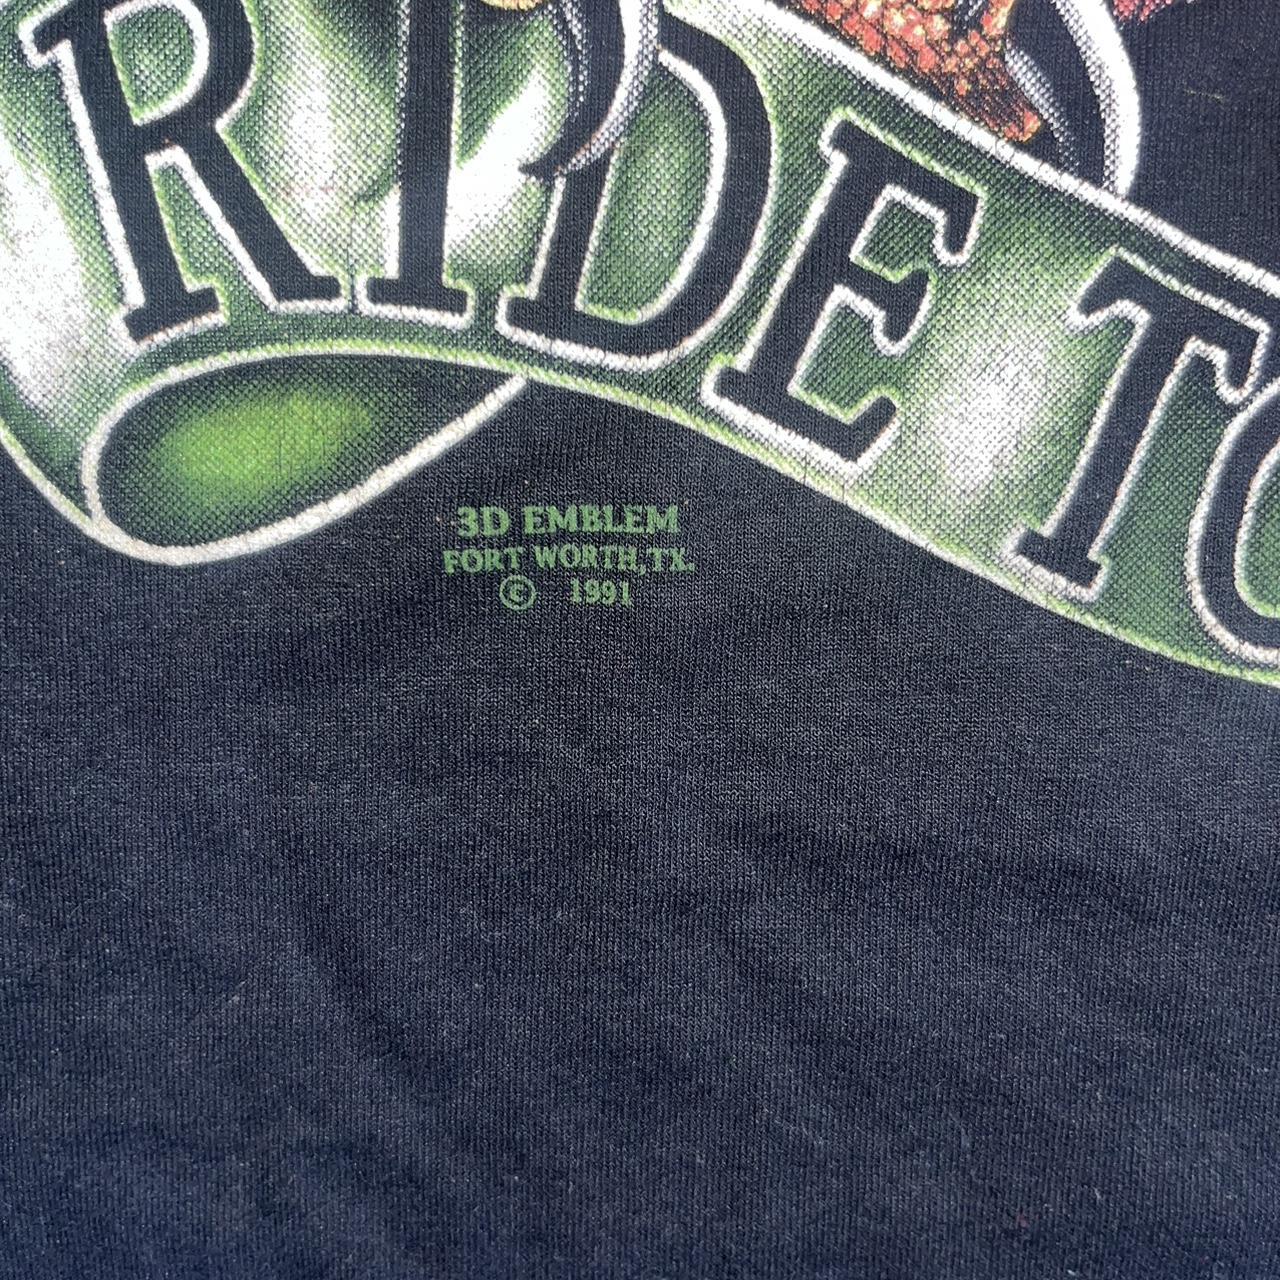 RIDE TO
3D EMBLEM
FORT WORTH, TX.
© 1991